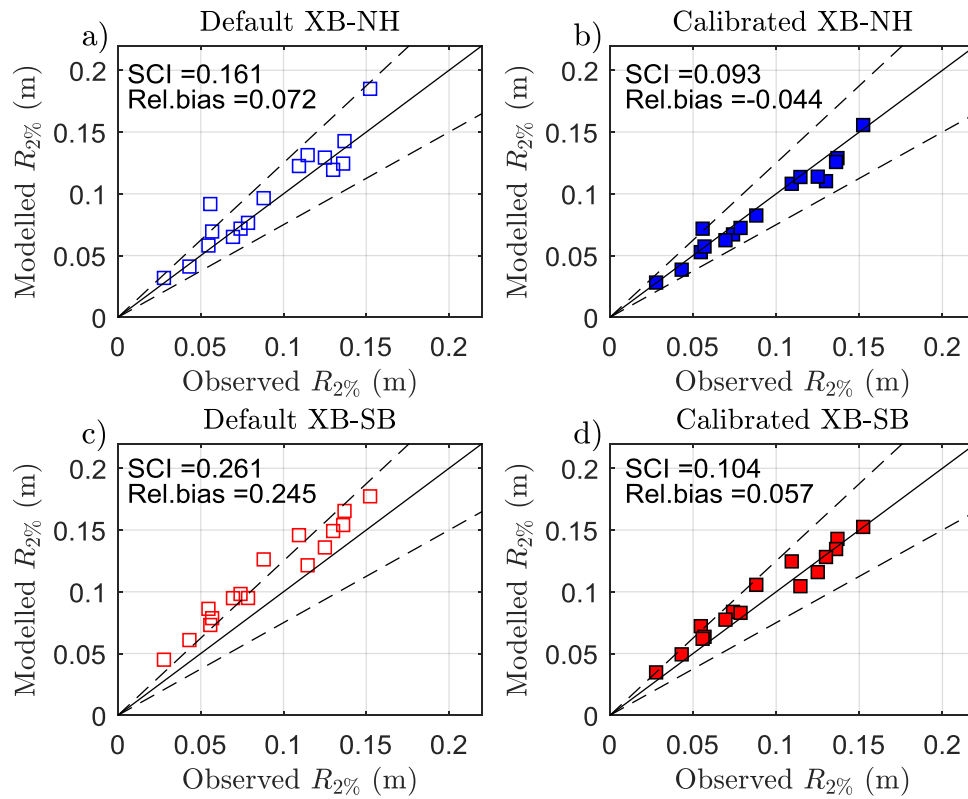 a)
Default XB-NH
SCI =0.161
Rel.bias =0.072
Modelled R2% (m)
0.2
0.15
0.1
0.05
0
0 0.05 0.1 0.15 0.2
Observed R2% (m)
b)
Calibrated XB-NH
SCI =0.093
Rel.bias =-0.044
Modelled R2% (m)
0.2
0.15
0.1
0.05
0
0 0.05 0.1 0.15 0.2
Observed R2% (m)
c)
Default XB-SB
SCI =0.261
Rel.bias =0.245
Modelled R2% (m)
0.2
0.15
0.1
0.05
0
0 0.05 0.1 0.15 0.2
Observed R2% (m)
d)
Calibrated XB-SB
SCI =0.104
Rel.bias =0.057
Modelled R2% (m)
0.2
0.15
0.1
0.05
0
0 0.05 0.1 0.15 0.2
Observed R2% (m)